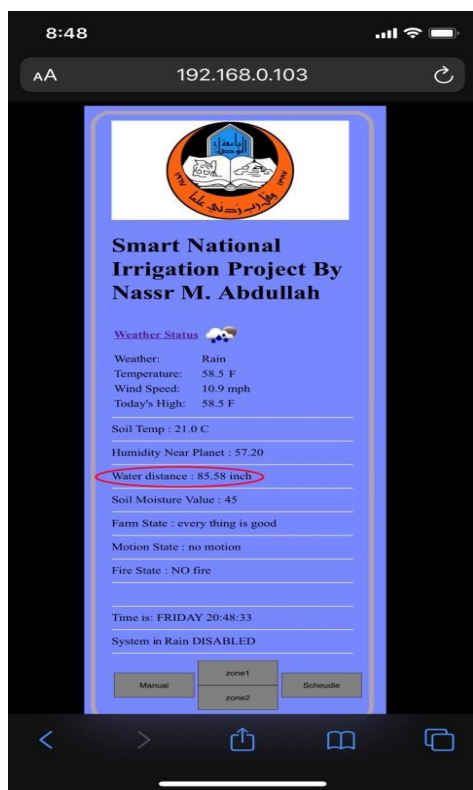 8:48
AA
192.168.0.103
وقل رب زدني علما
Smart National
Irrigation Project By
Nassr M. Abdullah
Weather Status
Weather: Rain
Temperature: 58.5 F
Wind Speed: 10.9 mph
Today's High: 58.5 F
Soil Temp : 21.0 C
Humidity Near Planet : 57.20
Water distance : 85.58 inch
Soil Moisture Value : 45
Farm State : every thing is good
Motion State : no motion
Fire State : NO fire
Time is: FRIDAY 20:48:33
System in Rain DISABLED
Manual
zone1
zone2
Scheudle